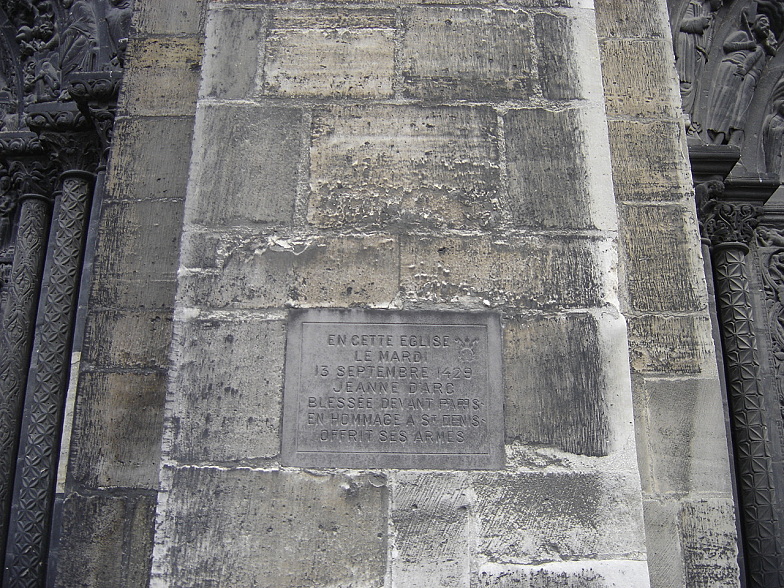 EN CETTE EGLISE
LE MARDI
13 SEPTEMBRE 1429
JEANNE D'ARC
BLESSEE DEVANT PARIS
EN HOMMAGE A ST DENIS
OFFRIT SES ARMES